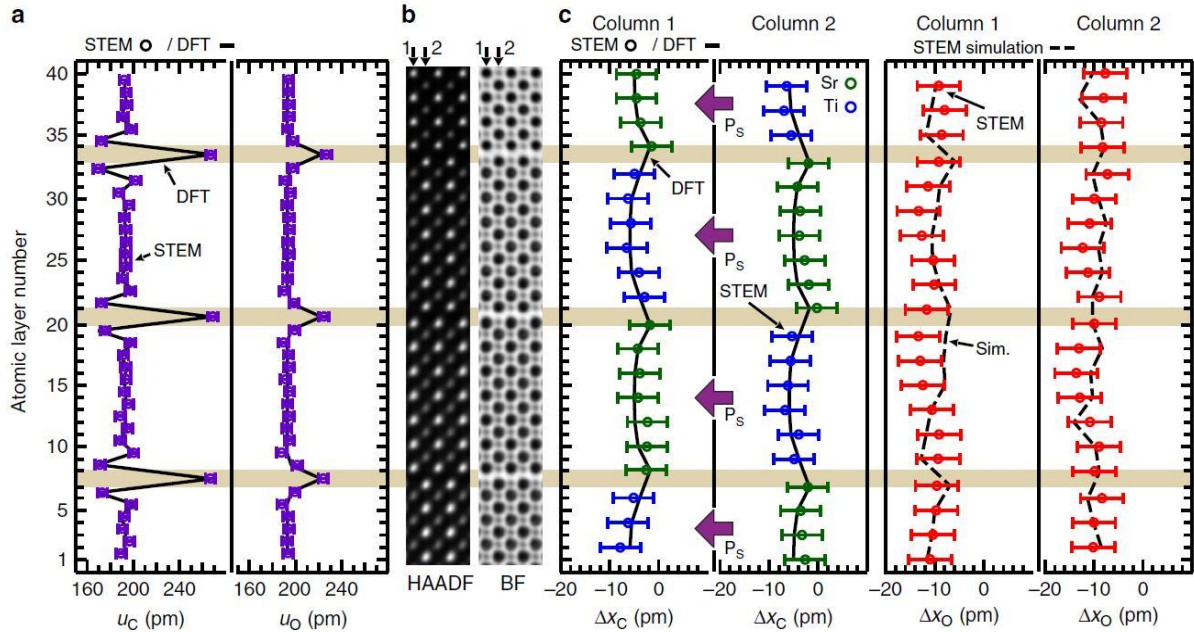 a
b
c
Column 1
Column 2
Column 1
Column 2
STEM / DFT
1 2
1 2
STEM / DFT
STEM simulation
Atomic layer number
40
35
30
25
20
15
10
5
1
DFT
STEM
Sr
Ti
P_S
DFT
P_S
STEM
P_S
P_S
STEM
Sim.
HAADF
BF
160 200 240
160 200 240 280
−20 −10 0
−20 −10 0
−20 −10 0
−20 −10 0
u_C (pm)
u_O (pm)
Δx_C (pm)
Δx_C (pm)
Δx_O (pm)
Δx_O (pm)